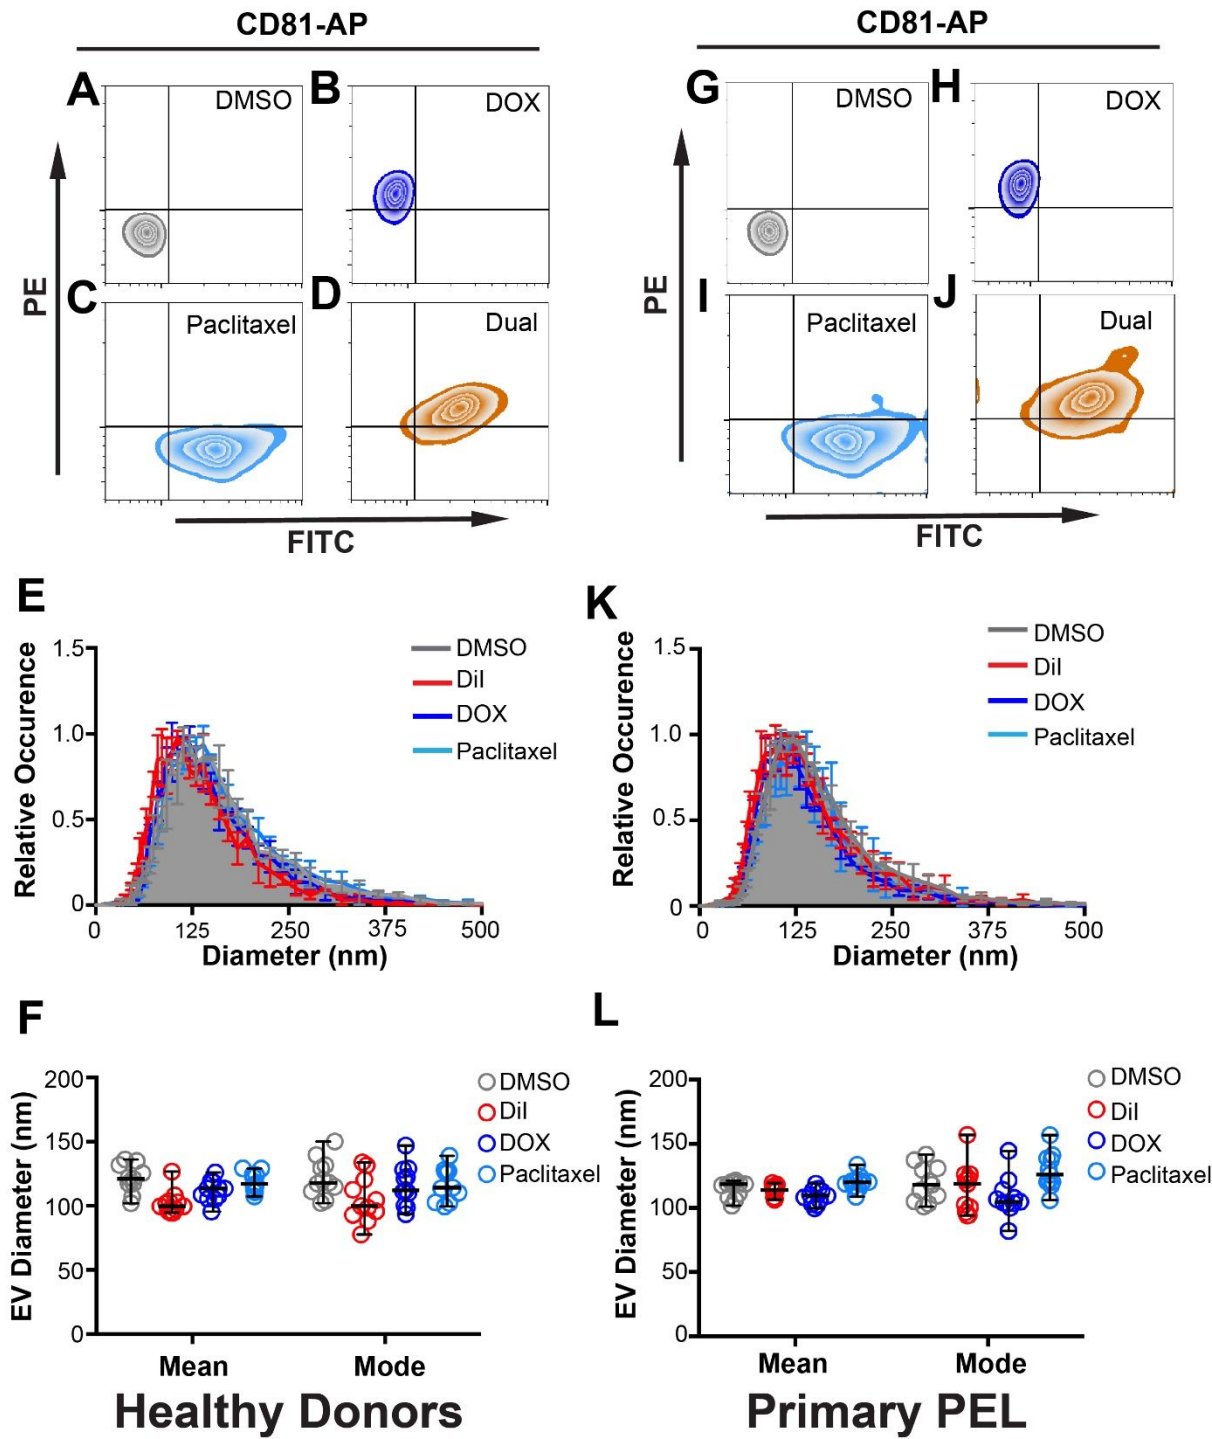 CD81-AP
CD81-AP
A
DMSO
B
DOX
G
DMSO
H
DOX
C
Paclitaxel
D
Dual
I
Paclitaxel
J
Dual
PE
PE
FITC
FITC
E
Relative Occurence
1.5
1.0
0.5
0
0 125 250 375 500
Diameter (nm)
DMSO
Dil
DOX
Paclitaxel
K
Relative Occurence
1.5
1.0
0.5
0
0 125 250 375 500
Diameter (nm)
DMSO
Dil
DOX
Paclitaxel
F
EV Diameter (nm)
200
150
100
50
0
Mean Mode
DMSO
Dil
DOX
Paclitaxel
Healthy Donors
L
EV Diameter (nm)
200
150
100
50
0
Mean Mode
DMSO
Dil
DOX
Paclitaxel
Primary PEL